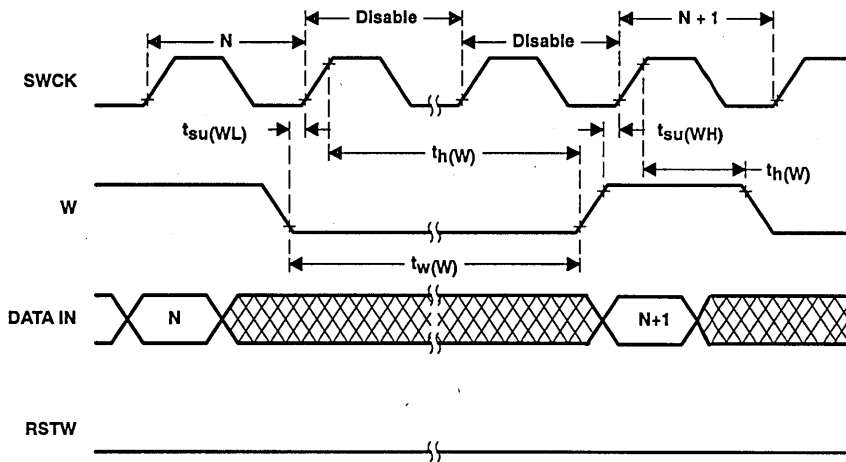 N
Disable
Disable
N + 1
SWCK
tsu(WL)
tsu(WH)
th(W)
th(W)
W
tw(W)
DATA IN
N
N+1
RSTW